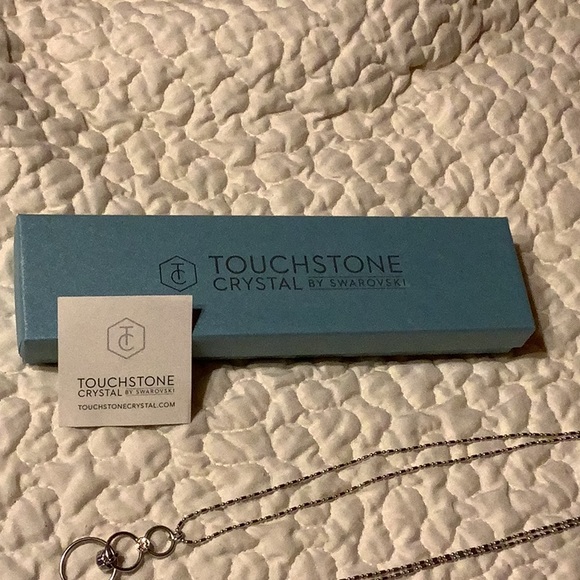 TC
TOUCHSTONE
CRYSTAL BY SWAROVSKI
TC
TOUCHSTONE
CRYSTAL BY SWAROVSKI
TOUCHSTONECRYSTAL.COM